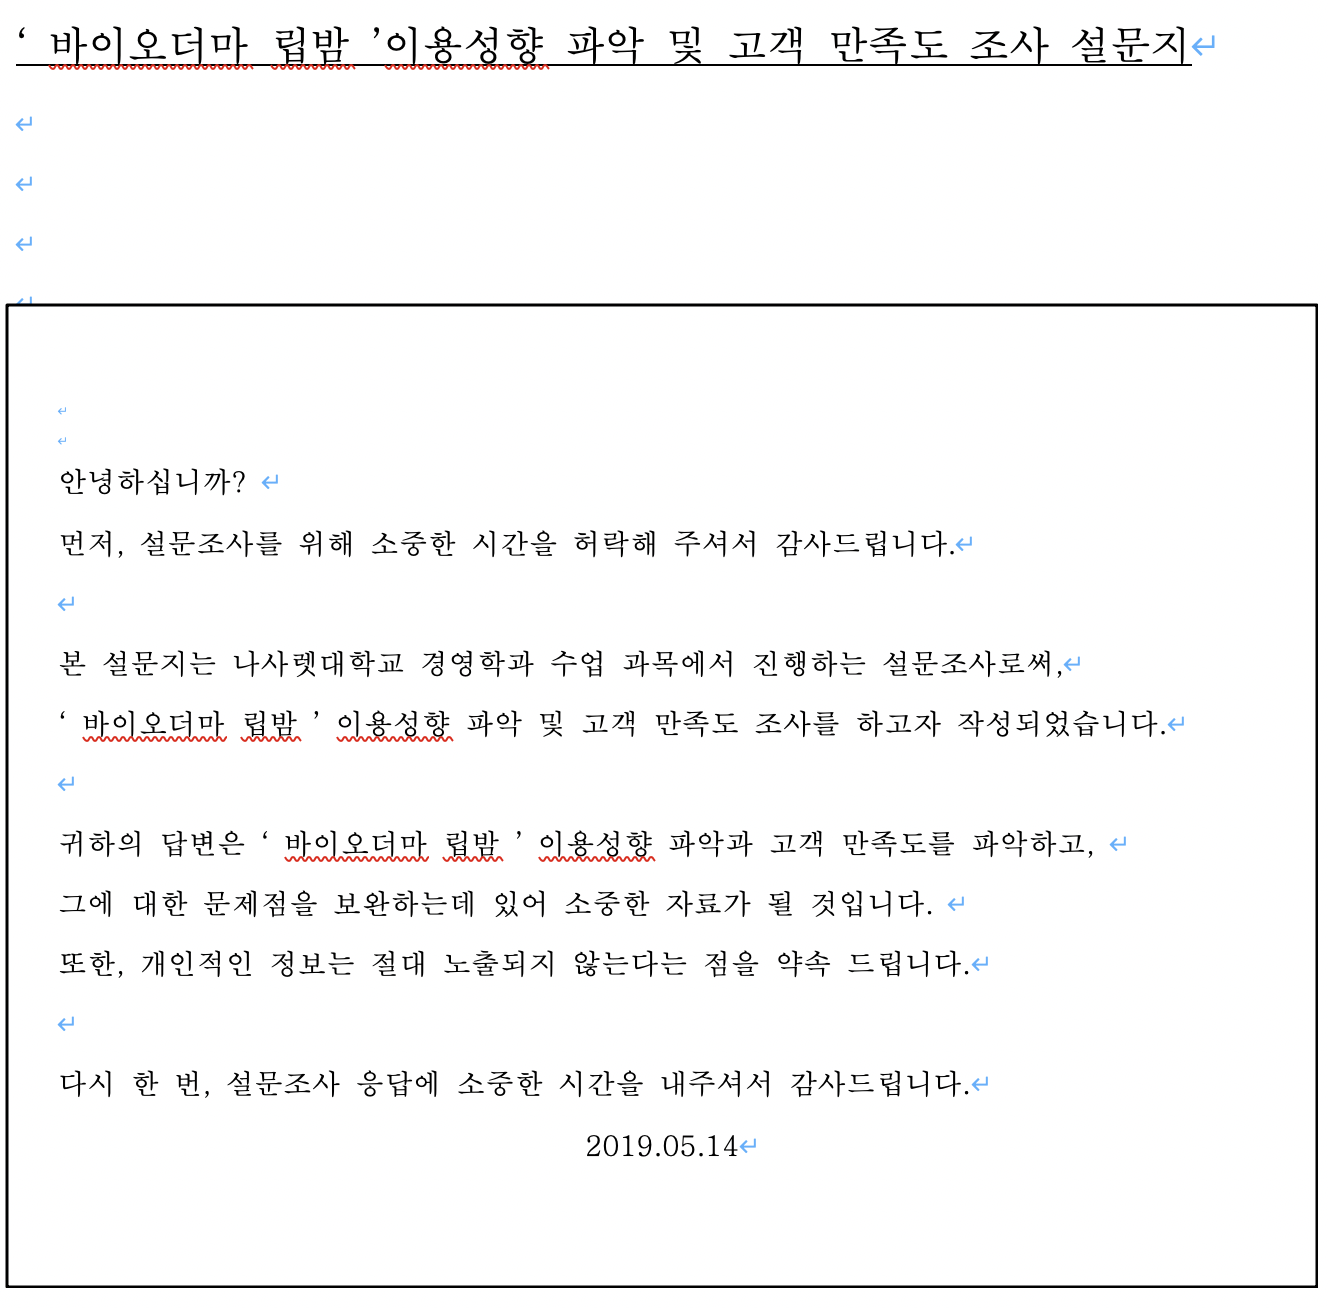 ‘ 바이오더마 립밤 ’이용성향 파악 및 고객 만족도 조사 설문지
안녕하십니까?
먼저, 설문조사를 위해 소중한 시간을 허락해 주셔서 감사드립니다.
본 설문지는 나사렛대학교 경영학과 수업 과목에서 진행하는 설문조사로써,
‘ 바이오더마 립밤 ’ 이용성향 파악 및 고객 만족도 조사를 하고자 작성되었습니다.
귀하의 답변은 ‘ 바이오더마 립밤 ’ 이용성향 파악과 고객 만족도를 파악하고,
그에 대한 문제점을 보완하는데 있어 소중한 자료가 될 것입니다.
또한, 개인적인 정보는 절대 노출되지 않는다는 점을 약속 드립니다.
다시 한 번, 설문조사 응답에 소중한 시간을 내주셔서 감사드립니다.
2019.05.14